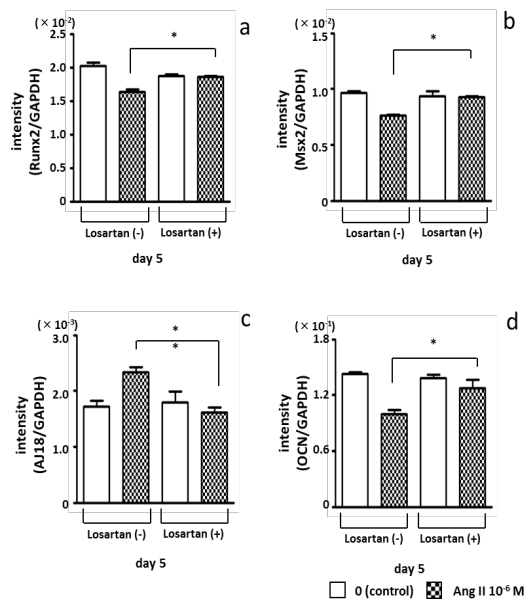 a
(×10-2)
*
2.5
2.0
1.5
1.0
0
intensity
(Runx2/GAPDH)
Losartan (-)
Losartan (+)
day 5
b
(×10-2)
*
1.5
1.0
0.5
0
intensity
(Msx2/GAPDH)
Losartan (-)
Losartan (+)
day 5
c
(×10-3)
*
*
3.0
2.0
1.0
0
intensity
(AJ18/GAPDH)
Losartan (-)
Losartan (+)
day 5
d
(×10-1)
*
1.8
1.2
0.6
0
intensity
(OCN/GAPDH)
Losartan (-)
Losartan (+)
day 5
0 (control) Ang II 10-6 M